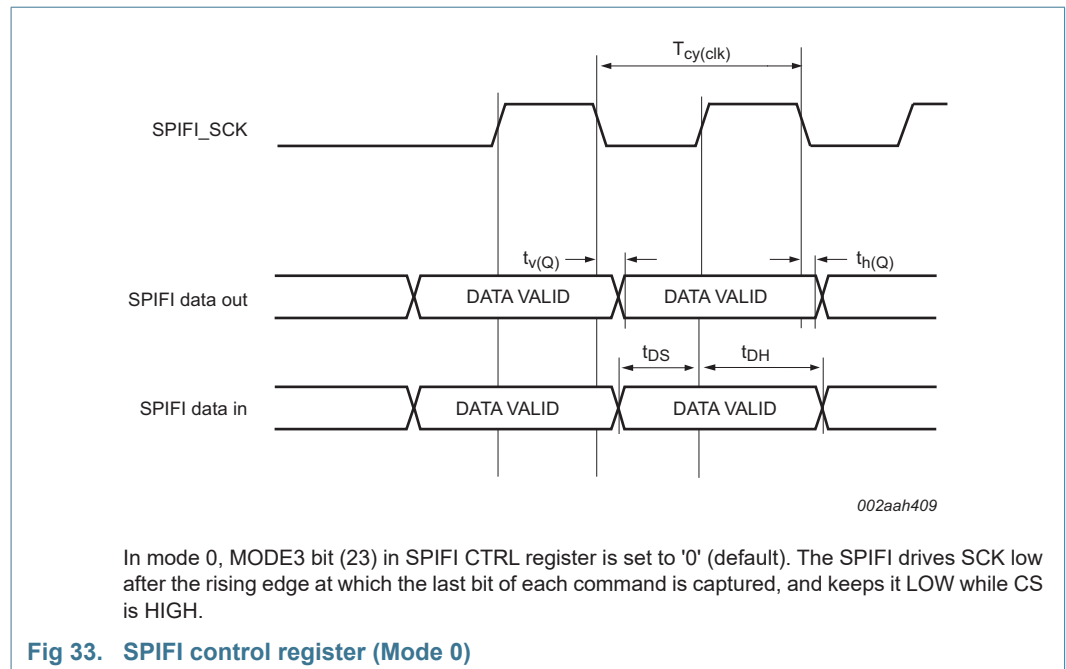 Tcy(clk)
SPIFI_SCK
tv(Q)
th(Q)
SPIFI data out
DATA VALID
DATA VALID
tDS
tDH
SPIFI data in
DATA VALID
DATA VALID
002aah409
In mode 0, MODE3 bit (23) in SPIFI CTRL register is set to '0' (default). The SPIFI drives SCK low
after the rising edge at which the last bit of each command is captured, and keeps it LOW while CS
is HIGH.
Fig 33. SPIFI control register (Mode 0)